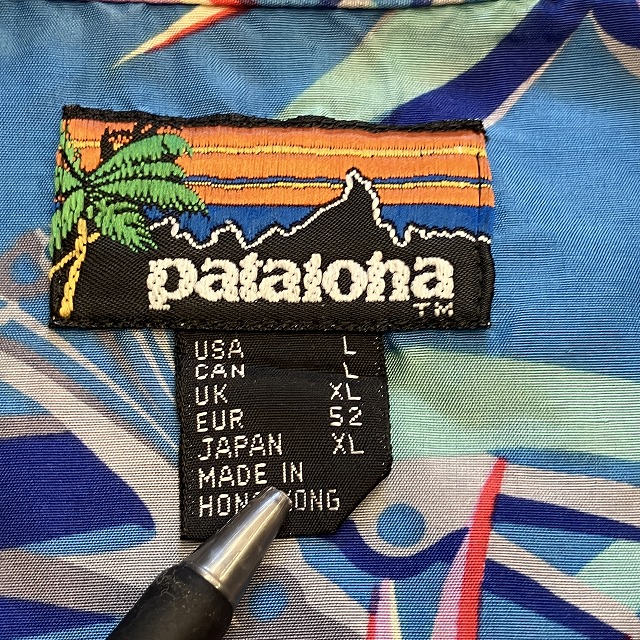 pataloha
TM
USA L
CAN L
UK XL
EUR 52
JAPAN XL
MADE IN
HONG KONG